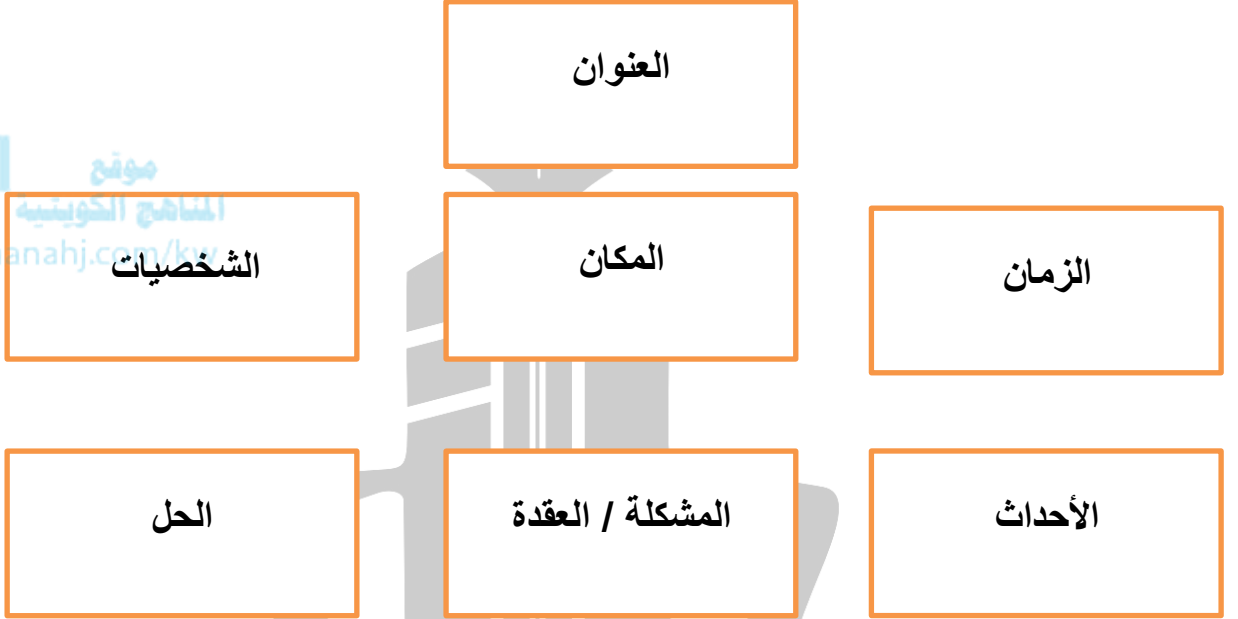 العنوان
موقع
المناهج الكويتية
anahj.com/kw
الزمان
المكان
الشخصيات
الأحداث
المشكلة / العقدة
الحل